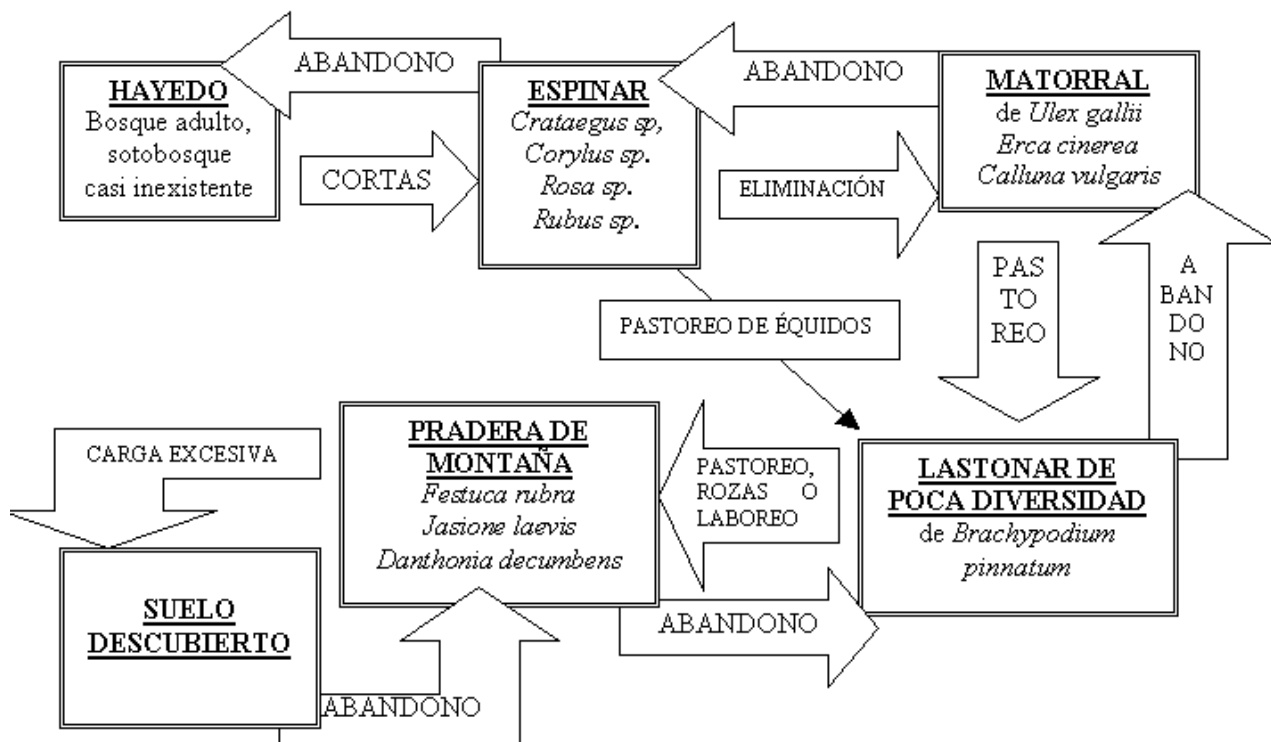 ABANDONO
HAYEDO
Bosque adulto,
sotobosque
casi inexistente
CORTAS
ESPINAR
Crataegus sp,
Corylus sp.
Rosa sp.
Rubus sp.
ABANDONO
ELIMINACIÓN
MATORRAL
de Ulex gallii
Erca cinerea
Calluna vulgaris
PAS
TO
REO
A
BAN
DO
NO
PASTOREO DE ÉQUIDOS
CARGA EXCESIVA
PRADERA DE
MONTAÑA
Festuca rubra
Jasione laevis
Danthonia decumbens
PASTOREO,
ROZAS O
LABOREO
LASTONAR DE
POCA DIVERSIDAD
de Brachypodium
pinnatum
SUELO
DESCUBIERTO
ABANDONO
ABANDONO